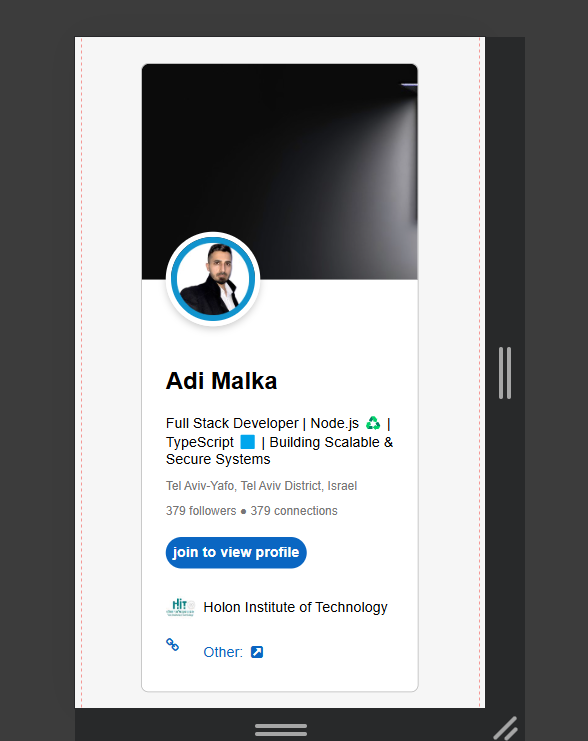 Adi Malka
Full Stack Developer | Node.js ♻️ |
TypeScript 🟦 | Building Scalable &
Secure Systems
Tel Aviv-Yafo, Tel Aviv District, Israel
379 followers ● 379 connections
join to view profile
HiT
Holon Institute of Technology
Other: